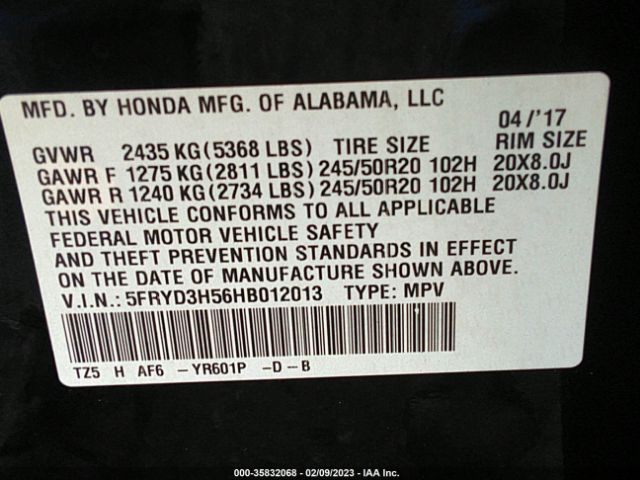 MFD. BY HONDA MFG. OF ALABAMA, LLC
04 /'17
GVWR 2435 KG (5368 LBS) TIRE SIZE RIM SIZE
GAWR F 1275 KG (2811 LBS) 245/50R20 102H 20X8.0J
GAWR R 1240 KG (2734 LBS) 245/50R20 102H 20X8.0J
THIS VEHICLE CONFORMS TO ALL APPLICABLE
FEDERAL MOTOR VEHICLE SAFETY
AND THEFT PREVENTION STANDARDS IN EFFECT
ON THE DATE OF MANUFACTURE SHOWN ABOVE.
V.I.N.: 5FRYD3H56HB012013 TYPE: MPV
TZ5 H AF6 – YR601P – D – B
000-35832068 - 02/09/2023 - IAA Inc.